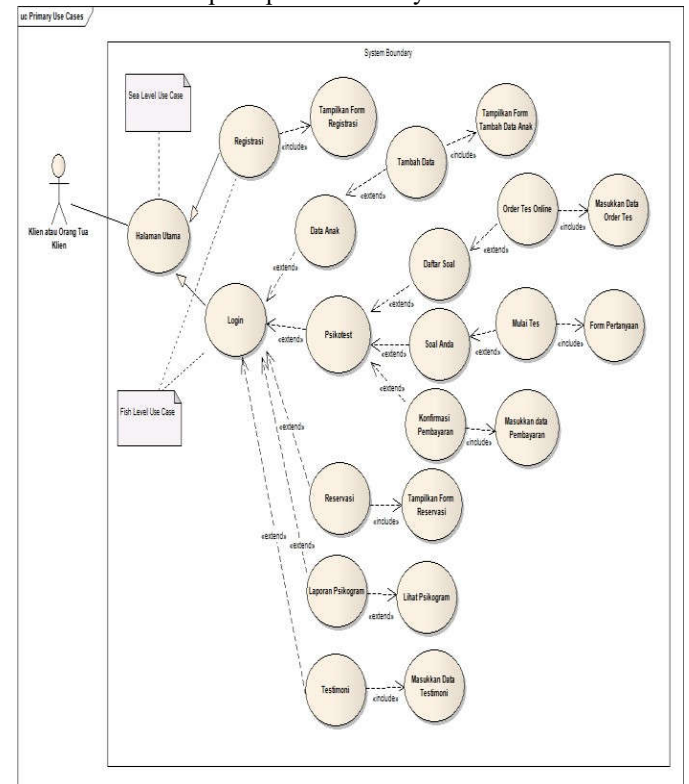 uc Primary Use Cases
System Boundary
Sea Level Use Case
Registrasi
Tampilkan Form
Registrasi
«include»
Tambah Data
«include»
Tampilkan Form
Tambah Data Anak
«extend»
Klien atau Orang Tua
Klien
Halaman Utama
Data Anak
«extend»
Order Tes Online
«include»
Masukkan Data
Order Tes
Daftar Soal
«extend»
«extend»
Login
«extend»
Psikotest
Soal Anda
«extend»
Mulai Tes
«extend»
«include»
Form Pertanyaan
Fish Level Use Case
«extend»
Konfirmasi
Pembayaran
«include»
Masukkan data
Pembayaran
«extend»
Reservasi
«include»
Tampilkan Form
Reservasi
«extend»
«extend»
Laporan Psikogram
«extend»
Lihat Psikogram
Testimoni
«include»
Masukkan Data
Testimoni